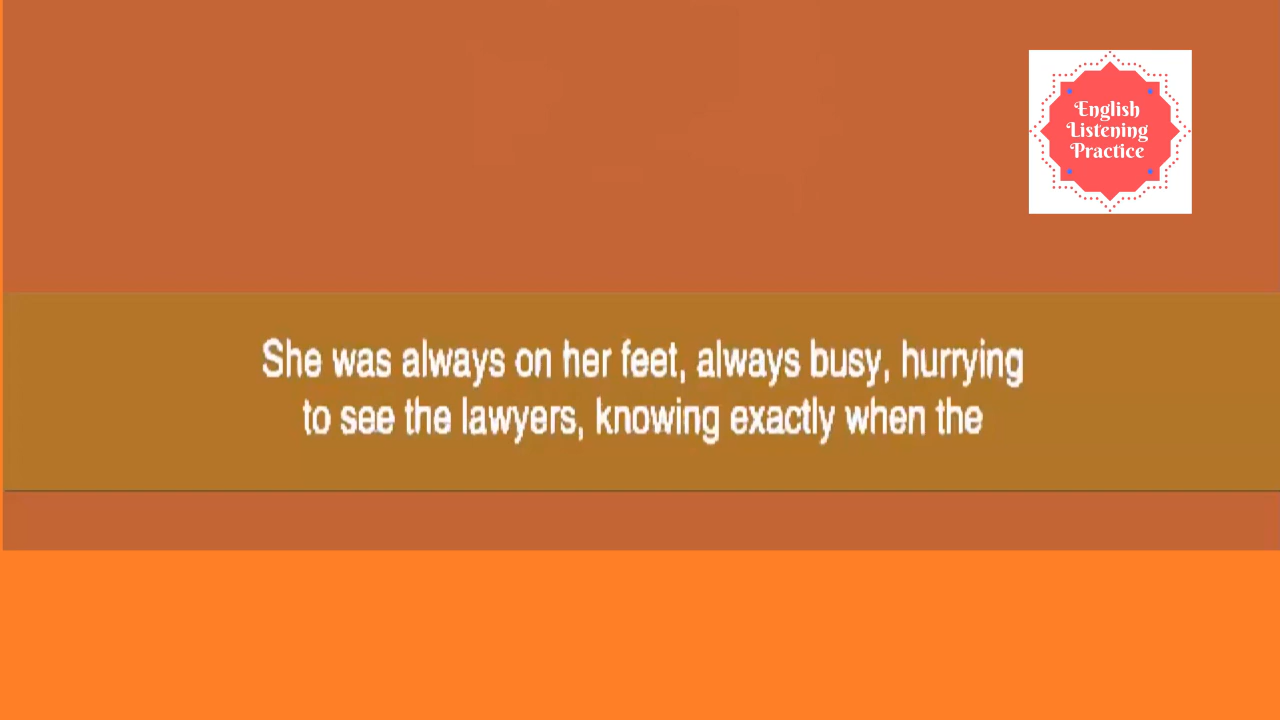 English
Listening
Practice
She was always on her feet, always busy, hurrying
to see the lawyers, knowing exactly when the